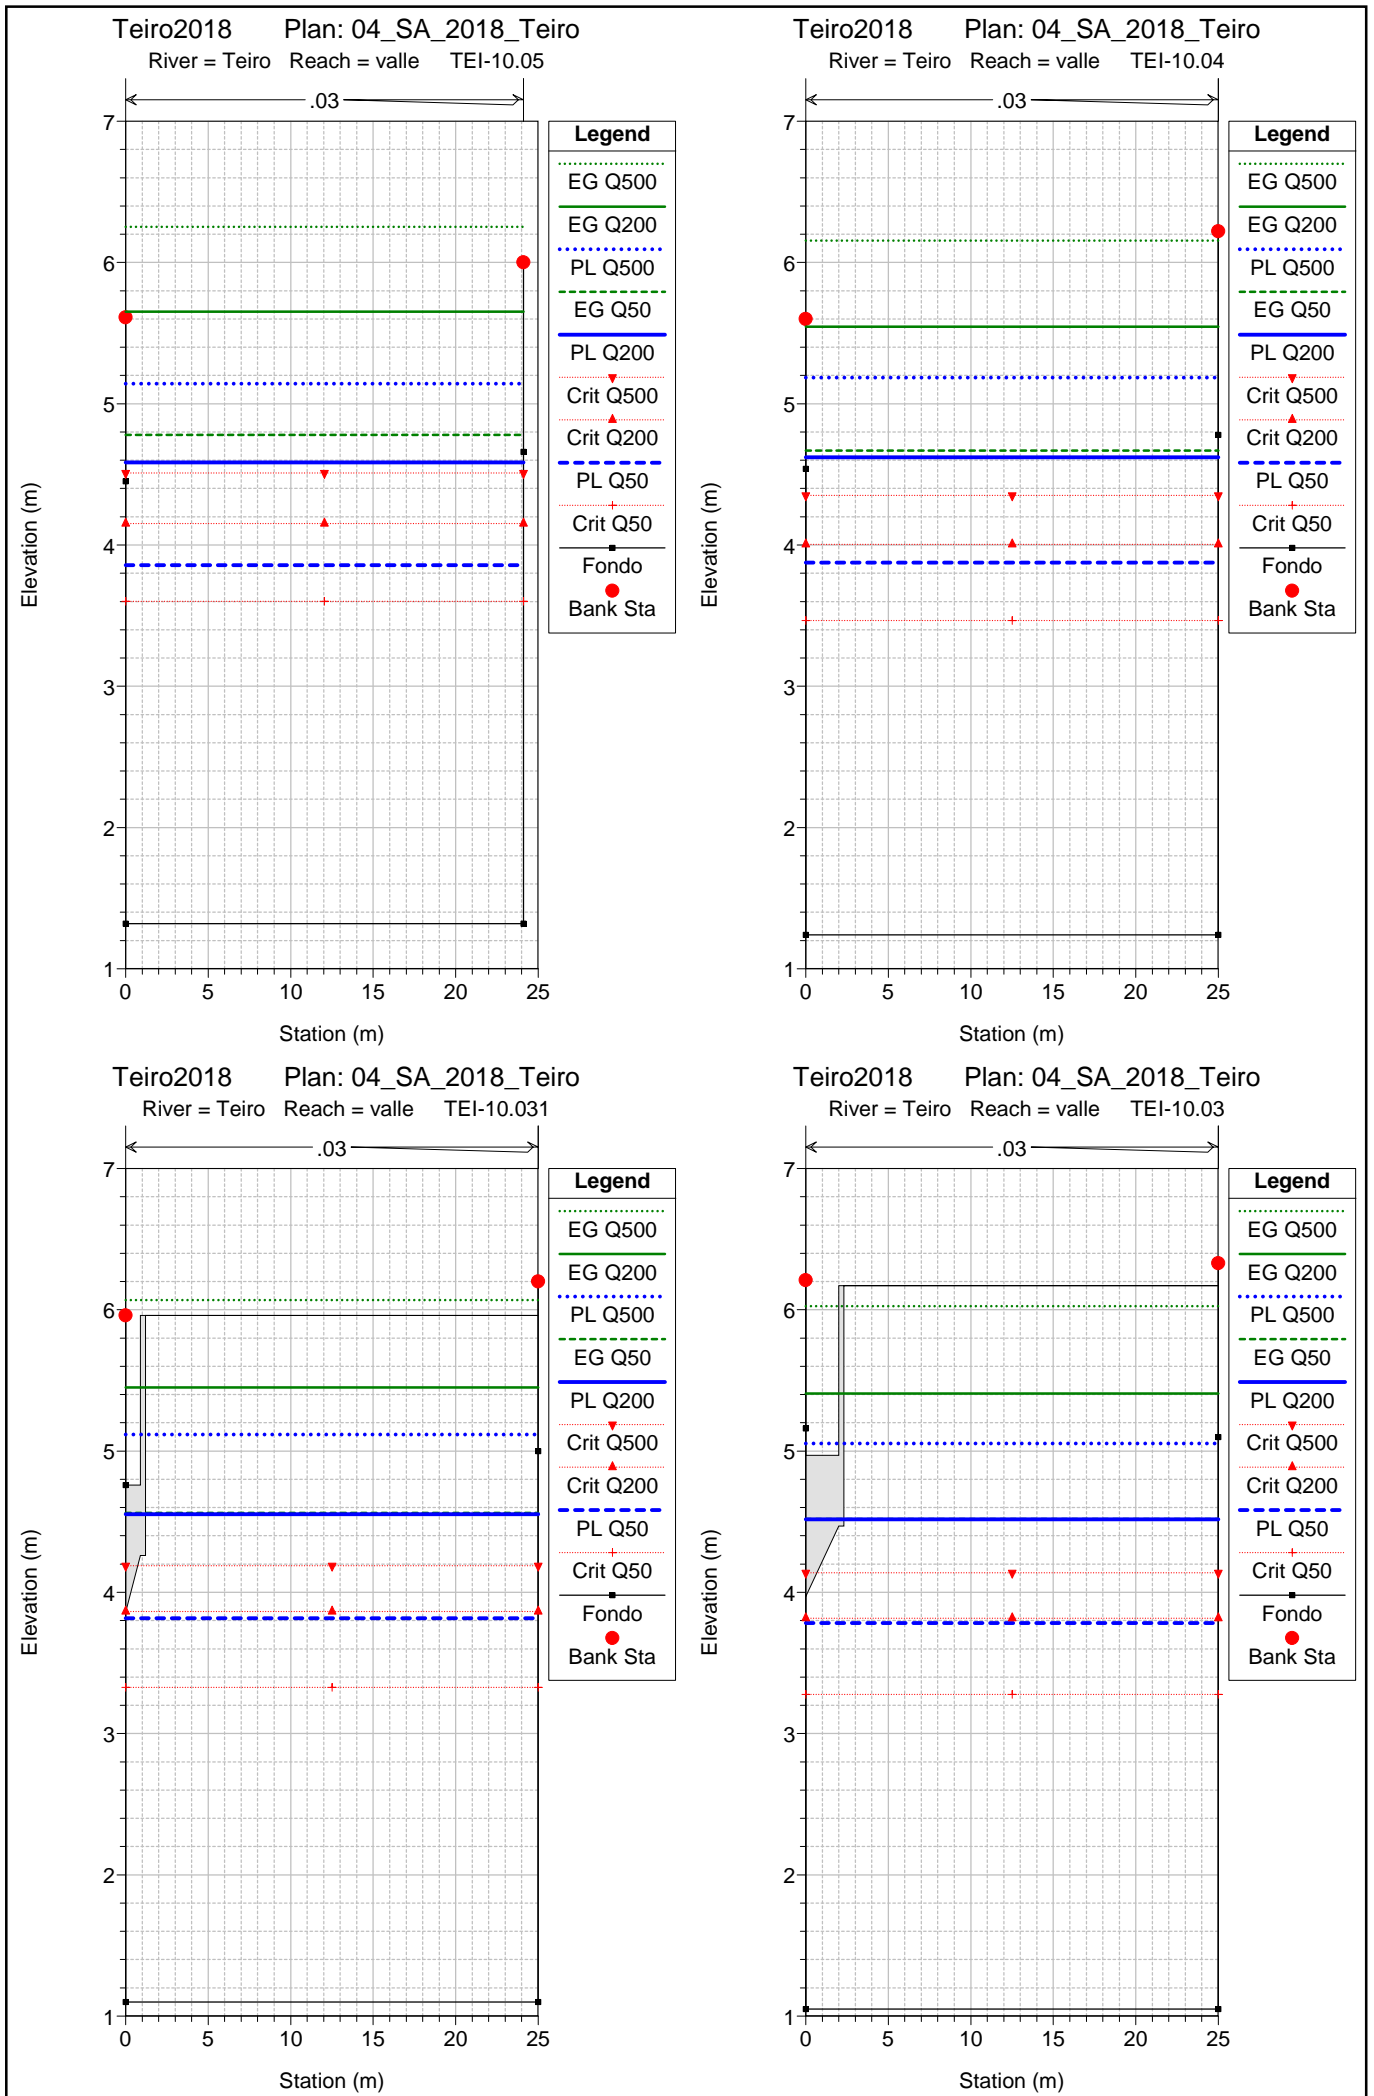 Teiro2018 Plan: 04_SA_2018_Teiro
River = Teiro Reach = valle TEI-10.05
.03
7
6
5
4
3
2
1
0 5 10 15 20 25
Elevation (m)
Station (m)
Legend
EG Q500
EG Q200
PL Q500
EG Q50
PL Q200
Crit Q500
Crit Q200
PL Q50
Crit Q50
Fondo
Bank Sta
Teiro2018 Plan: 04_SA_2018_Teiro
River = Teiro Reach = valle TEI-10.04
.03
7
6
5
4
3
2
1
0 5 10 15 20 25
Elevation (m)
Station (m)
Legend
EG Q500
EG Q200
PL Q500
EG Q50
PL Q200
Crit Q500
Crit Q200
PL Q50
Crit Q50
Fondo
Bank Sta
Teiro2018 Plan: 04_SA_2018_Teiro
River = Teiro Reach = valle TEI-10.031
.03
7
6
5
4
3
2
1
0 5 10 15 20 25
Elevation (m)
Station (m)
Legend
EG Q500
EG Q200
PL Q500
EG Q50
PL Q200
Crit Q500
Crit Q200
PL Q50
Crit Q50
Fondo
Bank Sta
Teiro2018 Plan: 04_SA_2018_Teiro
River = Teiro Reach = valle TEI-10.03
.03
7
6
5
4
3
2
1
0 5 10 15 20 25
Elevation (m)
Station (m)
Legend
EG Q500
EG Q200
PL Q500
EG Q50
PL Q200
Crit Q500
Crit Q200
PL Q50
Crit Q50
Fondo
Bank Sta